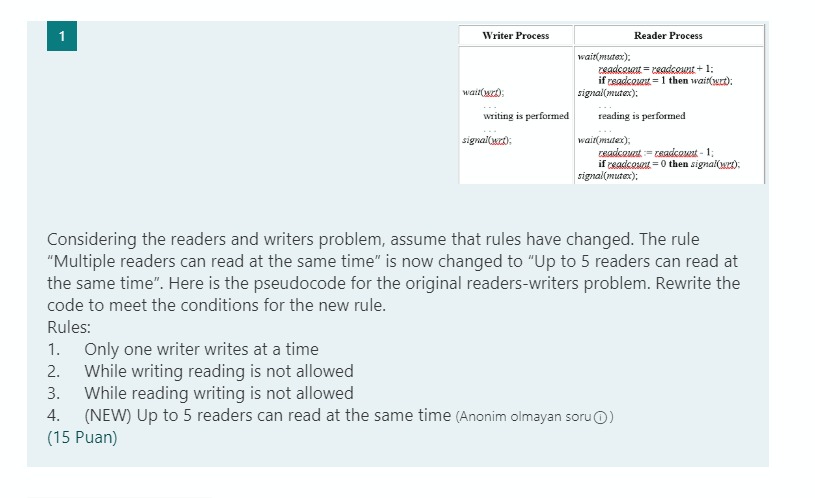 1
Writer Process
Reader Process
wait(mutex);
readcount = readcount + 1;
if readcount = 1 then wait(wrt);
signal(mutex);
wait(wrt);
. . .
. . .
writing is performed
reading is performed
. . .
. . .
signal(wrt);
wait(mutex);
readcount := readcount - 1;
if readcount = 0 then signal(wrt);
signal(mutex);
Considering the readers and writers problem, assume that rules have changed. The rule
"Multiple readers can read at the same time" is now changed to "Up to 5 readers can read at
the same time". Here is the pseudocode for the original readers-writers problem. Rewrite the
code to meet the conditions for the new rule.
Rules:
1. Only one writer writes at a time
2. While writing reading is not allowed
3. While reading writing is not allowed
4. (NEW) Up to 5 readers can read at the same time (Anonim olmayan soru ⓘ)
(15 Puan)